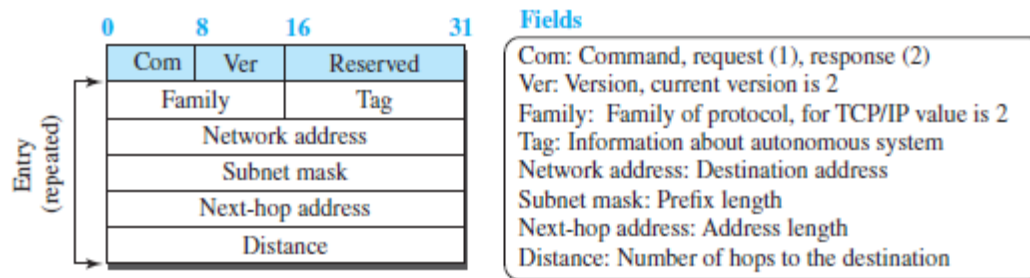 0 8 16 31
Com Ver Reserved
Family Tag
Network address
Subnet mask
Next-hop address
Distance
Entry
(repeated)
Fields
Com: Command, request (1), response (2)
Ver: Version, current version is 2
Family: Family of protocol, for TCP/IP value is 2
Tag: Information about autonomous system
Network address: Destination address
Subnet mask: Prefix length
Next-hop address: Address length
Distance: Number of hops to the destination